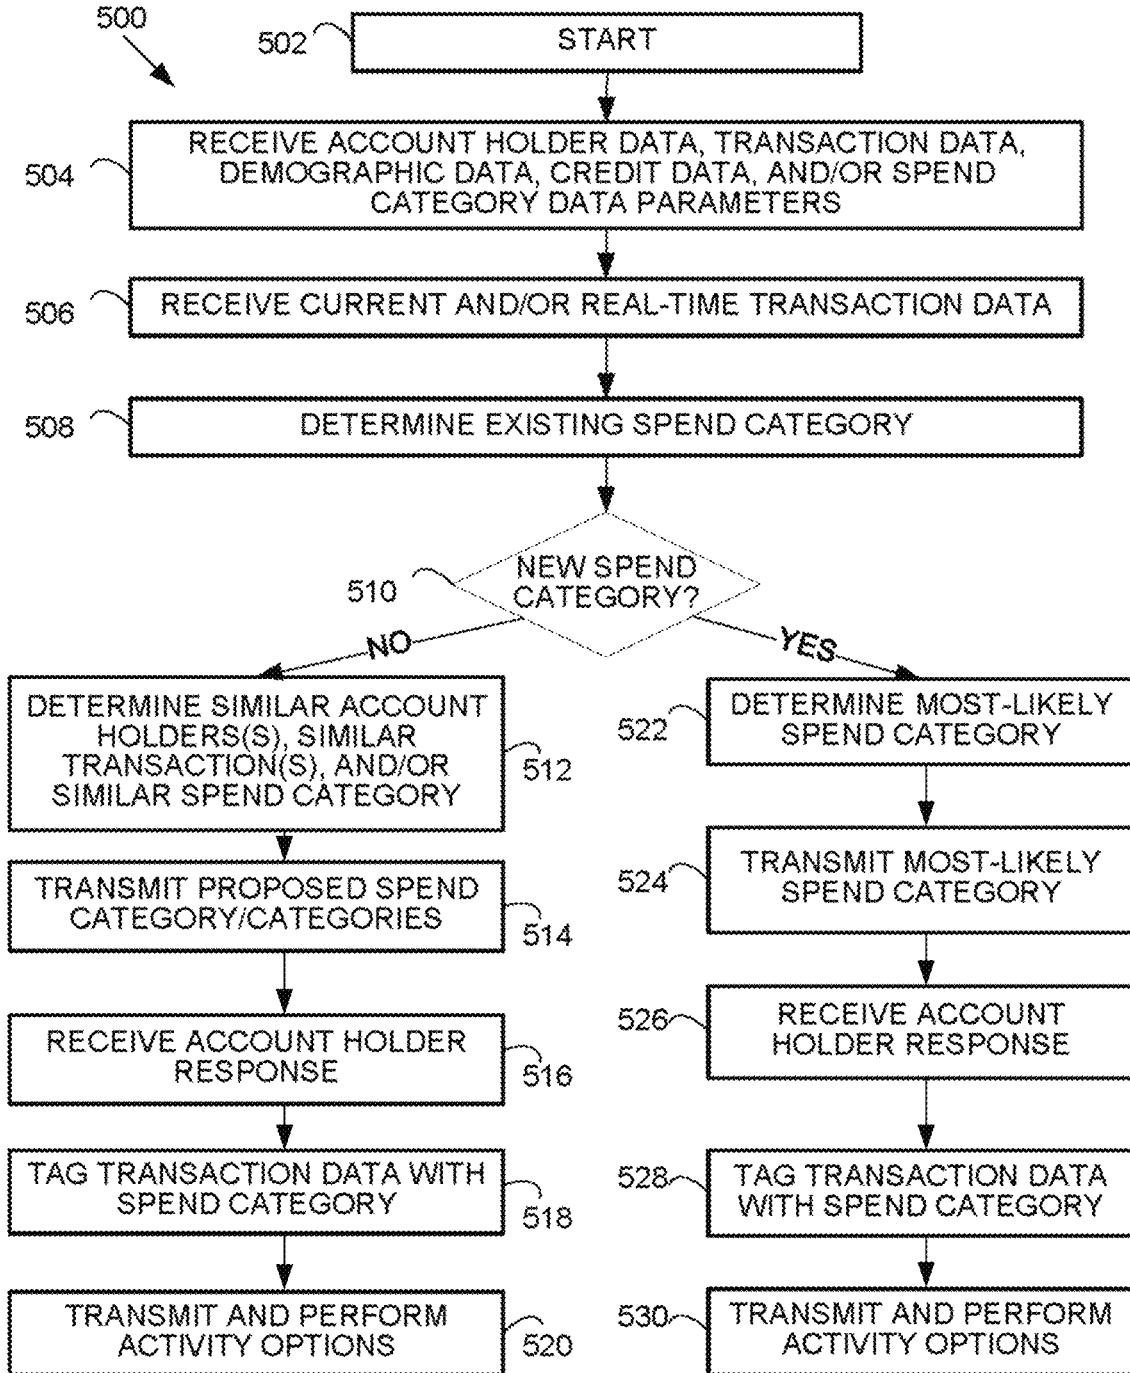 500
502
START
504
RECEIVE ACCOUNT HOLDER DATA, TRANSACTION DATA,
DEMOGRAPHIC DATA, CREDIT DATA, AND/OR SPEND
CATEGORY DATA PARAMETERS
506
RECEIVE CURRENT AND/OR REAL-TIME TRANSACTION DATA
508
DETERMINE EXISTING SPEND CATEGORY
510
NEW SPEND
CATEGORY?
NO
YES
DETERMINE SIMILAR ACCOUNT
HOLDERS(S), SIMILAR
TRANSACTION(S), AND/OR
SIMILAR SPEND CATEGORY
512
TRANSMIT PROPOSED SPEND
CATEGORY/CATEGORIES
514
RECEIVE ACCOUNT HOLDER
RESPONSE
516
TAG TRANSACTION DATA WITH
SPEND CATEGORY
518
TRANSMIT AND PERFORM
ACTIVITY OPTIONS
520
522
DETERMINE MOST-LIKELY
SPEND CATEGORY
524
TRANSMIT MOST-LIKELY
SPEND CATEGORY
526
RECEIVE ACCOUNT
HOLDER RESPONSE
528
TAG TRANSACTION DATA
WITH SPEND CATEGORY
530
TRANSMIT AND PERFORM
ACTIVITY OPTIONS